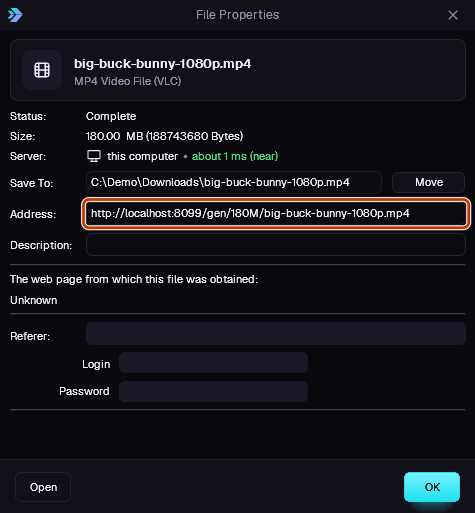 File Properties
big-buck-bunny-1080p.mp4
MP4 Video File (VLC)
Status: Complete
Size: 180.00 MB (188743680 Bytes)
Server: this computer • about 1 ms (near)
Save To: C:\Demo\Downloads\big-buck-bunny-1080p.mp4 Move
Address: http://localhost:8099/gen/180M/big-buck-bunny-1080p.mp4
Description:
The web page from which this file was obtained:
Unknown
Referer:
Login
Password
Open OK